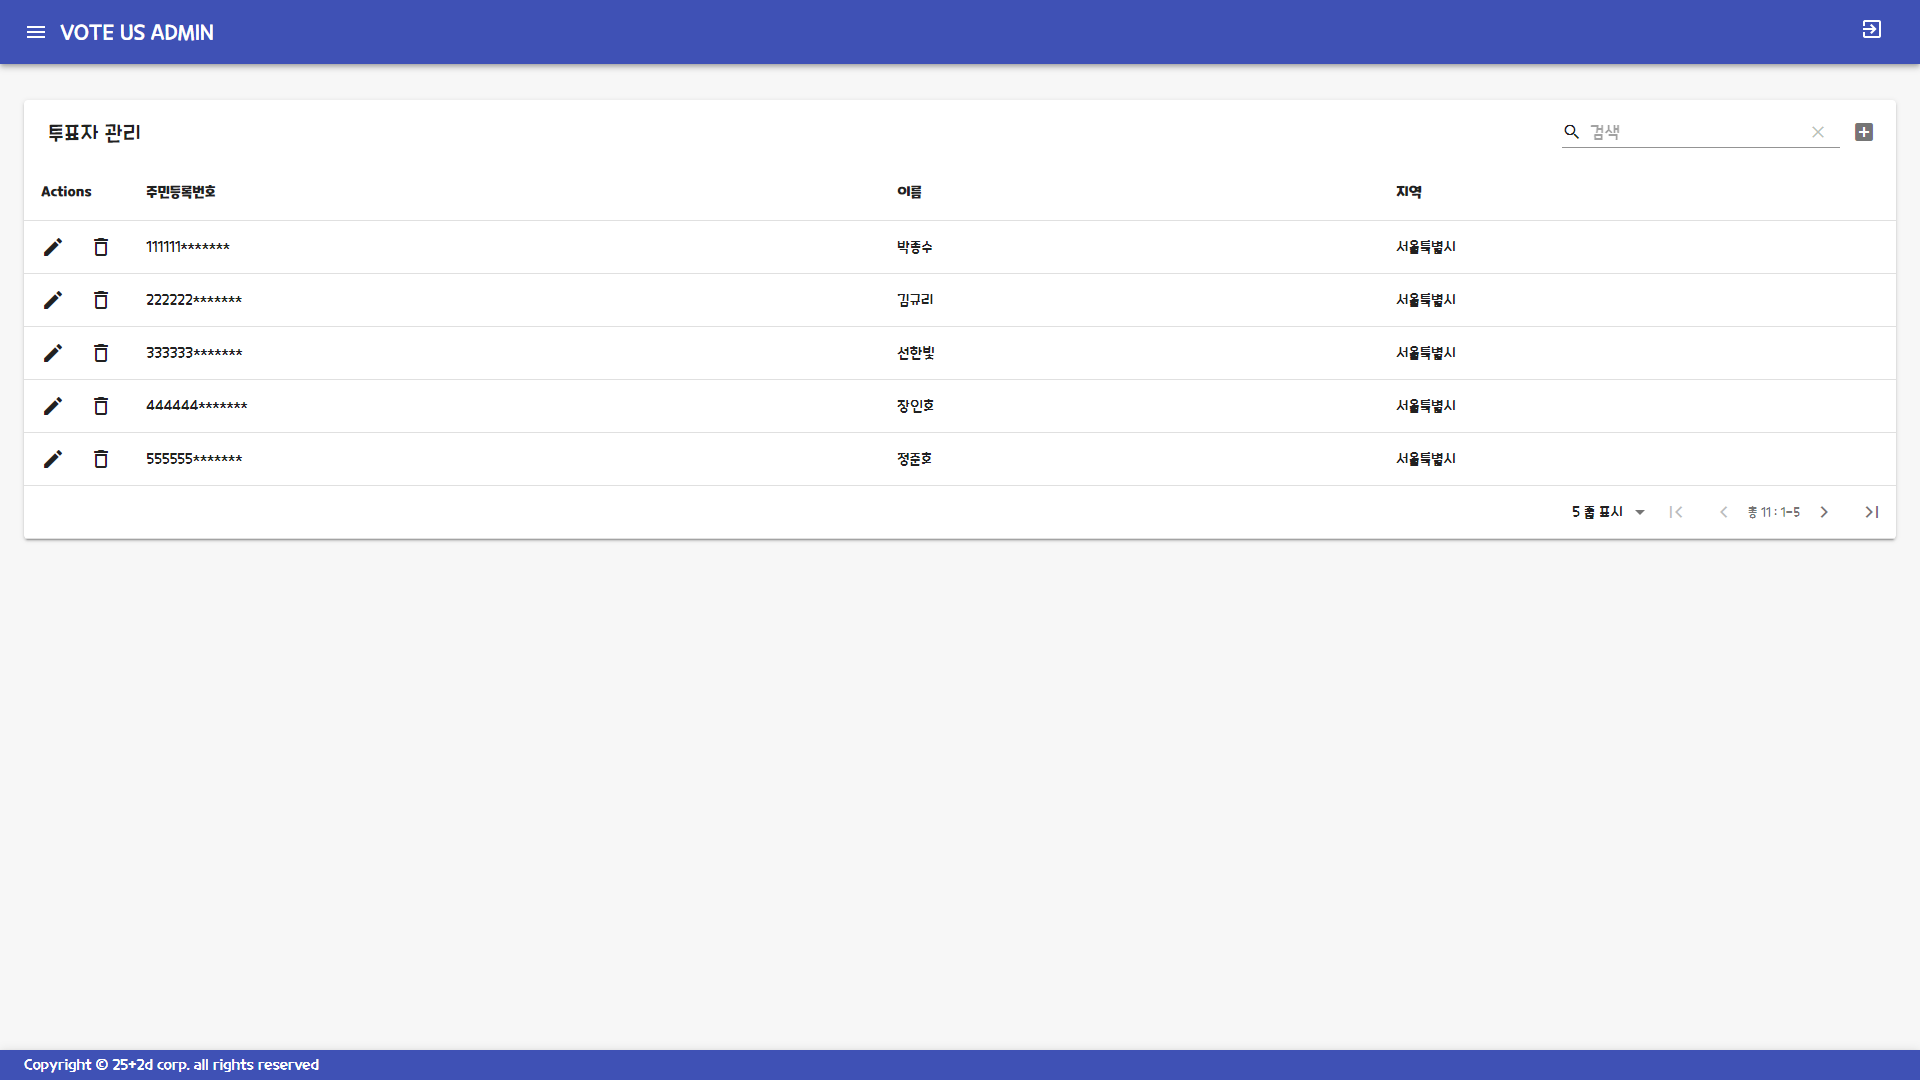 VOTE US ADMIN
투표자 관리
검색
Actions 주민등록번호 이름 지역
111111******* 박종수 서울특별시
222222******* 김규리 서울특별시
333333******* 선한빛 서울특별시
444444******* 장인호 서울특별시
555555******* 정준호 서울특별시
5 줄 표시 총 11 : 1-5
Copyright © 25+2d corp. all rights reserved